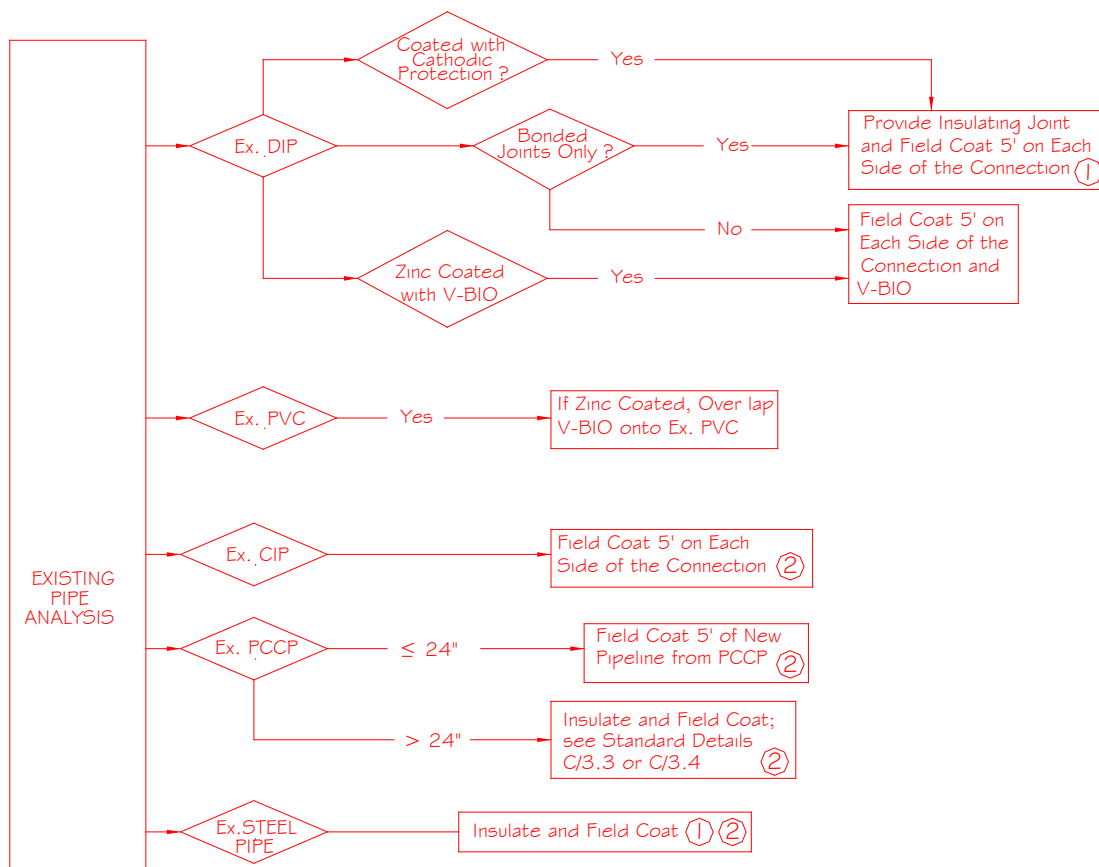 EXISTING
PIPE
ANALYSIS
Ex. DIP
Coated with
Cathodic
Protection ?
Yes
Bonded
Joints Only ?
Yes
Provide Insulating Joint
and Field Coat 5' on Each
Side of the Connection 1
No
Zinc Coated
with V-BIO
Yes
Field Coat 5' on
Each Side of the
Connection and
V-BIO
Ex. PVC
Yes
If Zinc Coated, Over lap
V-BIO onto Ex. PVC
Ex. CIP
Field Coat 5' on Each
Side of the Connection 2
Ex. PCCP
≤ 24"
Field Coat 5' of New
Pipeline from PCCP 2
> 24"
Insulate and Field Coat;
see Standard Details
C/3.3 or C/3.4 2
Ex.STEEL
PIPE
Insulate and Field Coat 1 2